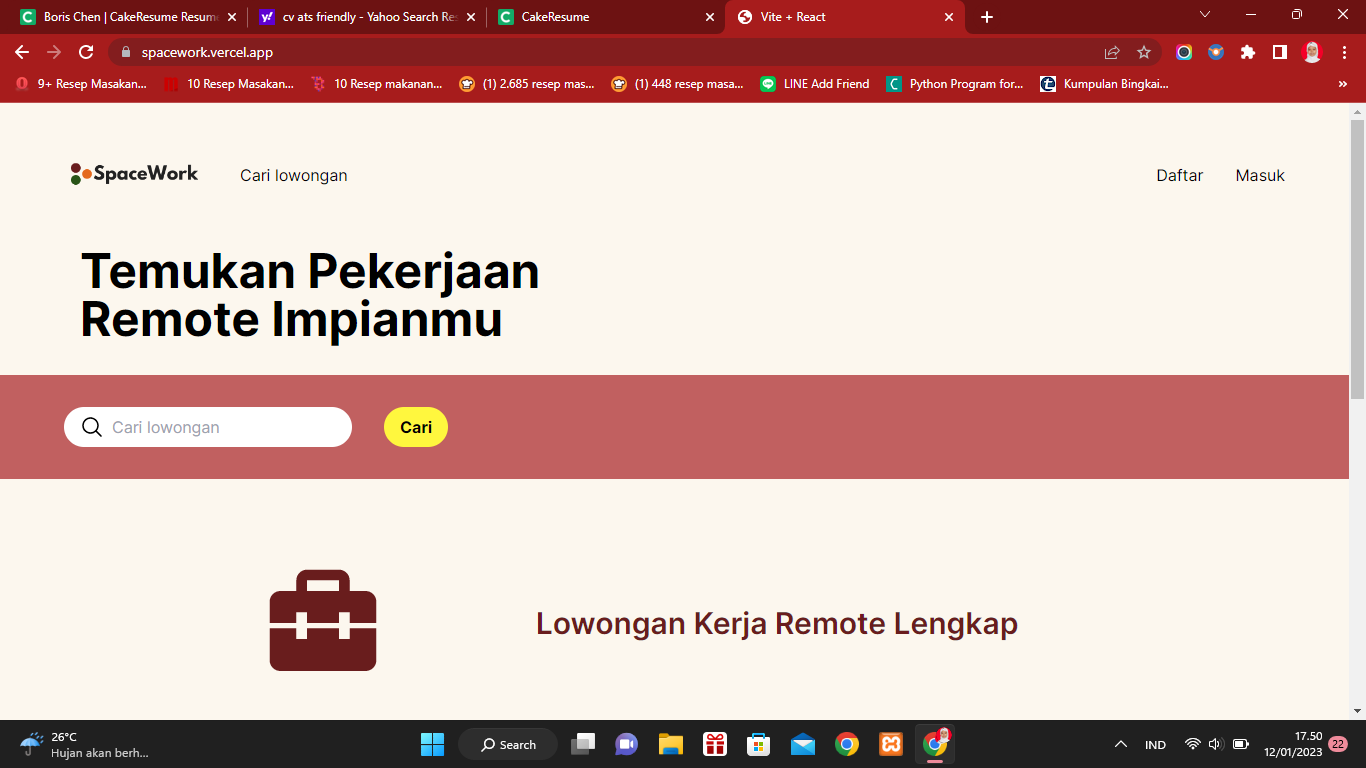 Boris Chen | CakeResume Resume
cv ats friendly - Yahoo Search Res
CakeResume
Vite + React
spacework.vercel.app
9+ Resep Masakan...
10 Resep Masakan...
10 Resep makanan...
(1) 2.685 resep mas...
(1) 448 resep masa...
LINE Add Friend
Python Program for...
Kumpulan Bingkai...
SpaceWork
Cari lowongan
Daftar
Masuk
Temukan Pekerjaan
Remote Impianmu
Cari lowongan
Cari
Lowongan Kerja Remote Lengkap
26°C
Hujan akan berh...
Search
IND
17.50
12/01/2023
22